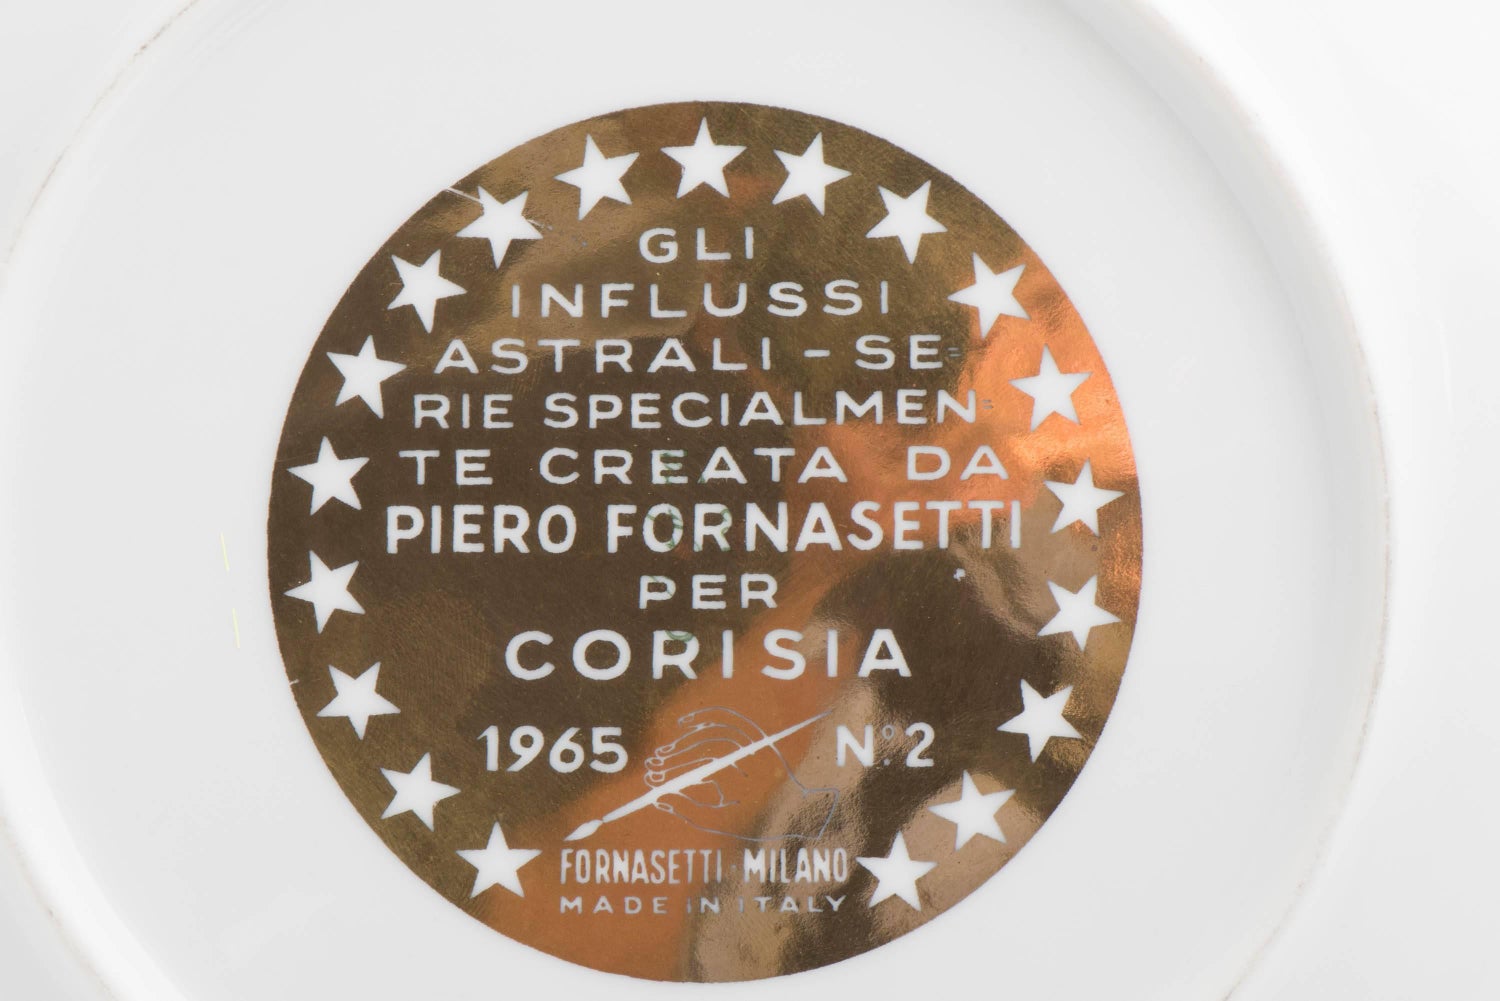 GLI
INFLUSSI
ASTRALI - SE=
RIE SPECIALMEN=
TE CREATA DA
PIERO FORNASETTI
PER
CORISIA
1965 No. 2
FORNASETTI · MILANO
MADE IN ITALY